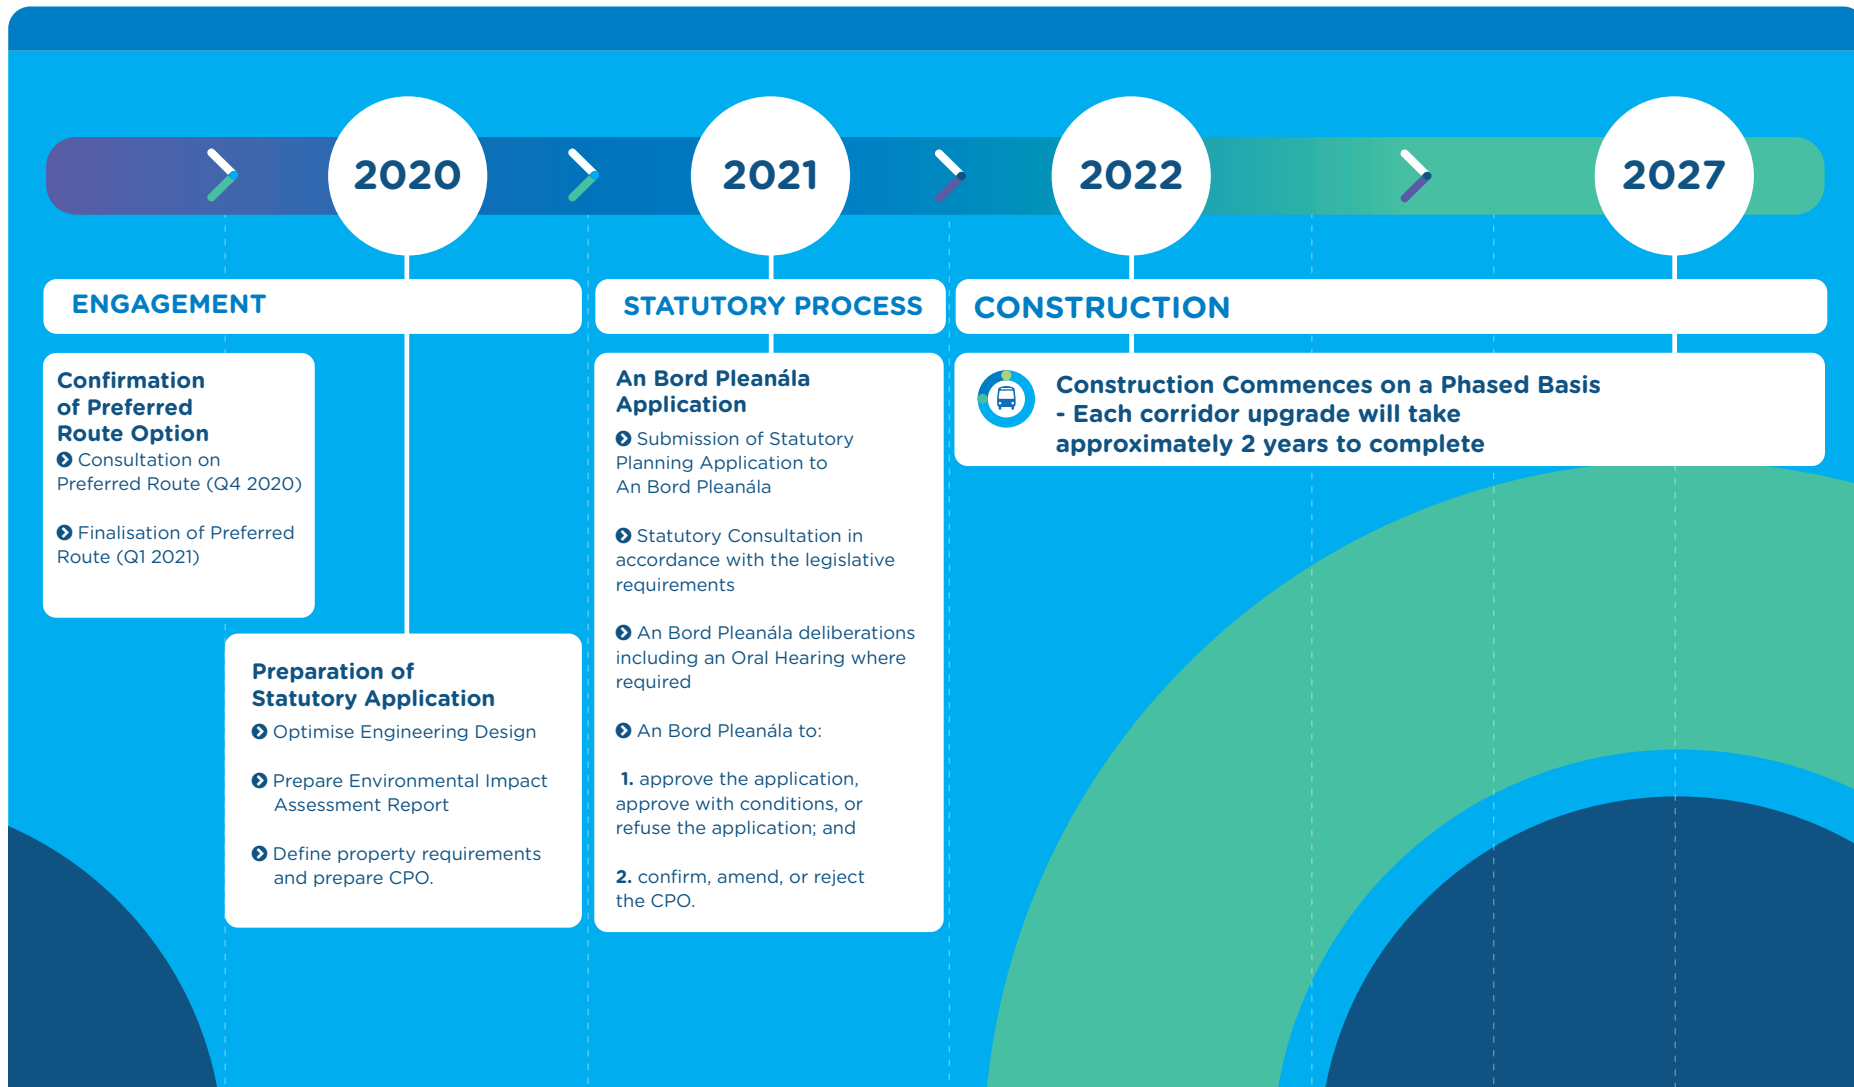 2020
2021
2022
2027
ENGAGEMENT
STATUTORY PROCESS
CONSTRUCTION
Confirmation
of Preferred
Route Option
Consultation on
Preferred Route (Q4 2020)
Finalisation of Preferred
Route (Q1 2021)
Preparation of
Statutory Application
Optimise Engineering Design
Prepare Environmental Impact
Assessment Report
Define property requirements
and prepare CPO.
An Bord Pleanála
Application
Submission of Statutory
Planning Application to
An Bord Pleanála
Statutory Consultation in
accordance with the legislative
requirements
An Bord Pleanála deliberations
including an Oral Hearing where
required
An Bord Pleanála to:
1. approve the application,
approve with conditions, or
refuse the application; and
2. confirm, amend, or reject
the CPO.
Construction Commences on a Phased Basis
- Each corridor upgrade will take
approximately 2 years to complete